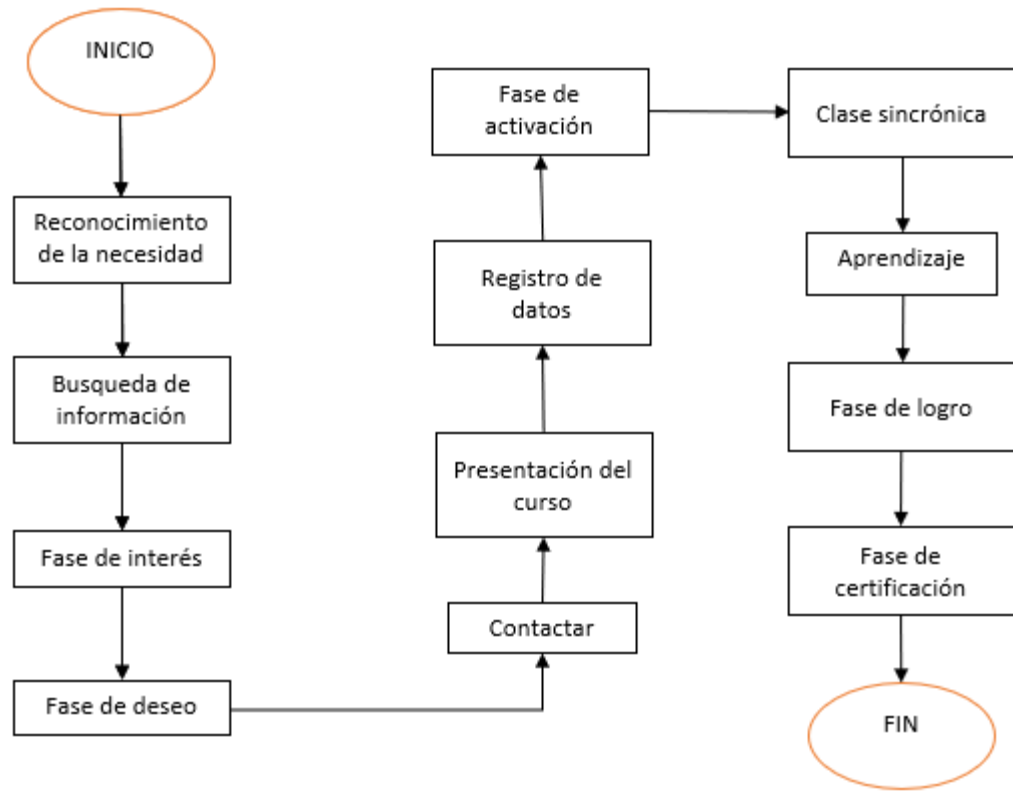 INICIO
Reconocimiento
de la necesidad
Busqueda de
información
Fase de interés
Fase de deseo
Contactar
Presentación del
curso
Registro de
datos
Fase de
activación
Clase sincrónica
Aprendizaje
Fase de logro
Fase de
certificación
FIN